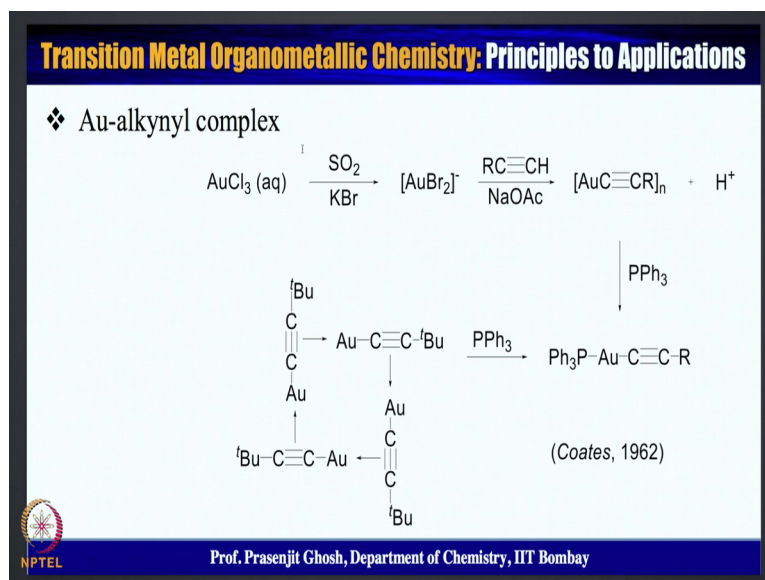 Transition Metal Organometallic Chemistry: Principles to Applications
❖ Au-alkynyl complex
AuCl₃ (aq) SO₂ KBr [AuBr₂]⁻ RC≡CH NaOAc [AuC≡CR]ₙ + H⁺
PPh₃
ᵗBu
C
≡
C
Au
Au-C≡C-ᵗBu PPh₃ Ph₃P-Au-C≡C-R
Au
C
≡
C
ᵗBu
ᵗBu-C≡C-Au
(Coates, 1962)
NPTEL
Prof. Prasenjit Ghosh, Department of Chemistry, IIT Bombay